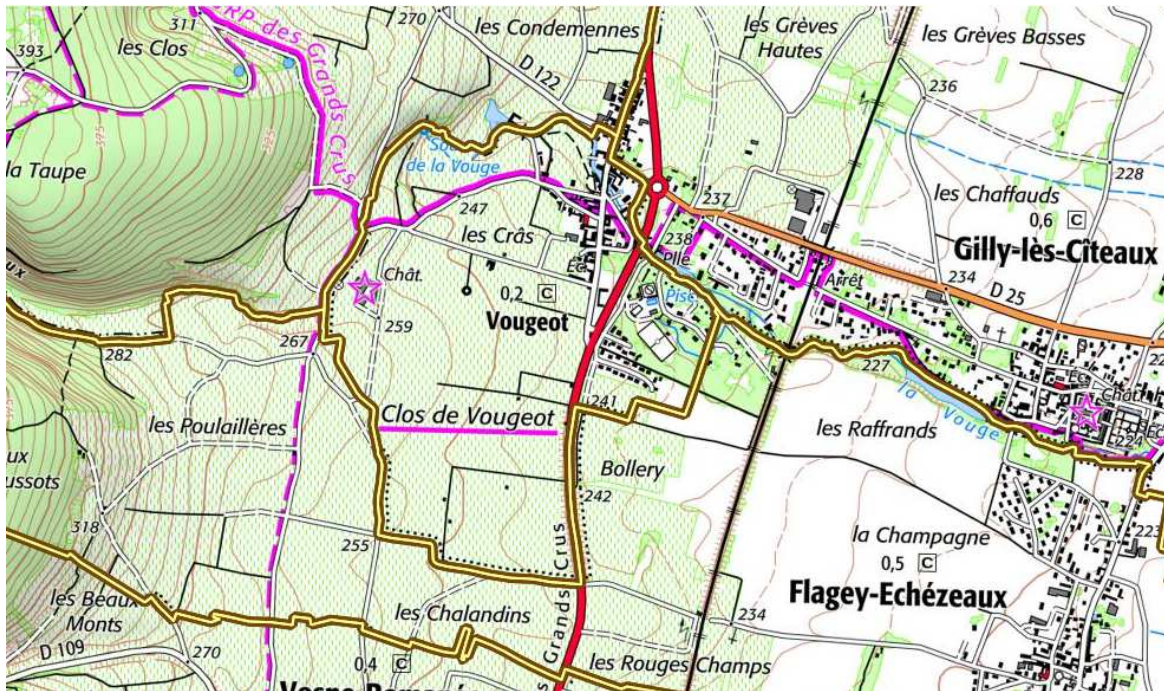 311
GRP des Grands Crus
270
les Condemennes
les Grèves
Hautes
les Grèves Basses
393
les Clos
D 122
236
375
325
la Taupe
de la Vouge
228
les Chaffauds
0,6 C
237
247
les Crâs
238
Gilly-lès-Cîteaux
Chât.
Arrêt
234
D 25
Pisc.
0,2 C
259
Vougeot
282
267
227
Chât.
la Vouge
241
224
Clos de Vougeot
les Poulaillères
les Raffrands
Bollery
242
318
255
la Champagne
0,5 C
223
Grands Crus
les Beaux
Monts
les Chalandins
Flagey-Echézeaux
234
D 109
270
0,4 C
les Rouges Champs